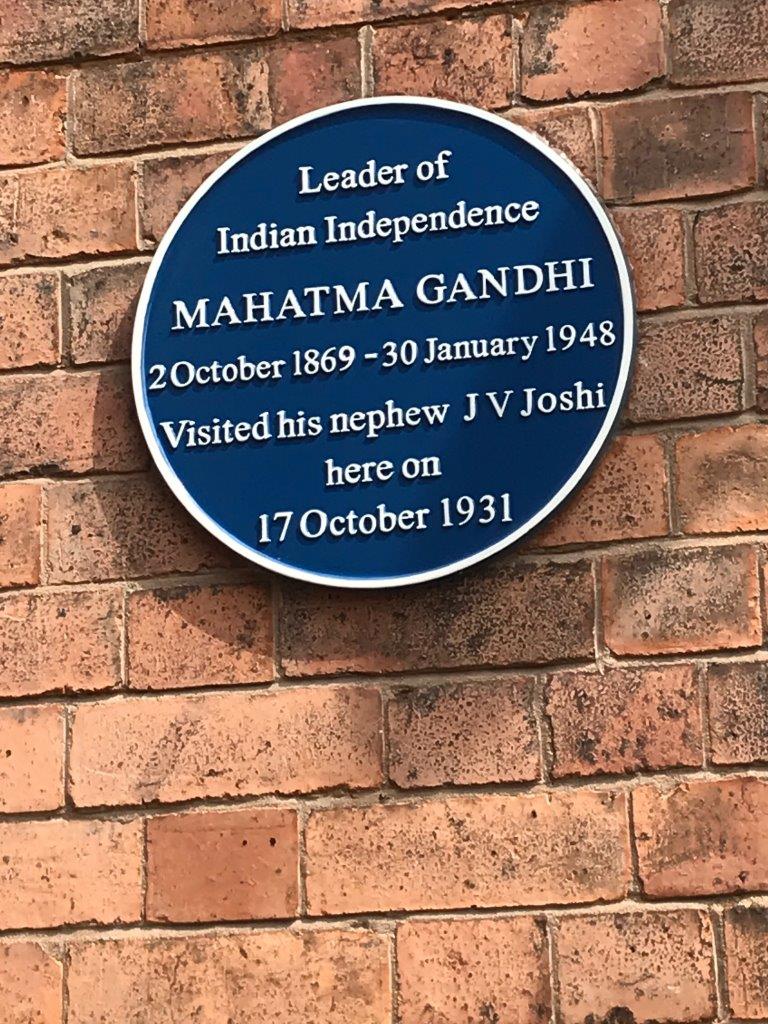 Leader of
Indian Independence
MAHATMA GANDHI
2 October 1869 - 30 January 1948
Visited his nephew J V Joshi
here on
17 October 1931